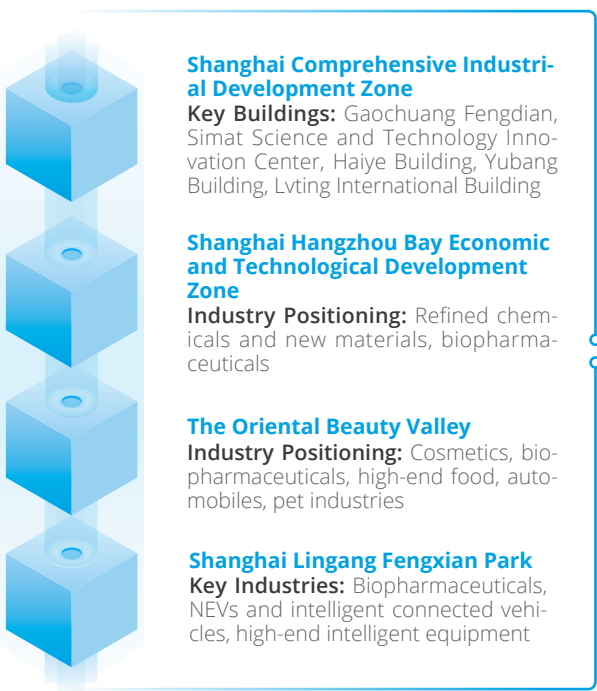 Shanghai Comprehensive Industri-
al Development Zone
Key Buildings: Gaochuang Fengdian,
Simat Science and Technology Inno-
vation Center, Haiye Building, Yubang
Building, Lvting International Building
Shanghai Hangzhou Bay Economic
and Technological Development
Zone
Industry Positioning: Refined chem-
icals and new materials, biopharma-
ceuticals
The Oriental Beauty Valley
Industry Positioning: Cosmetics, bio-
pharmaceuticals, high-end food, auto-
mobiles, pet industries
Shanghai Lingang Fengxian Park
Key Industries: Biopharmaceuticals,
NEVs and intelligent connected vehi-
cles, high-end intelligent equipment